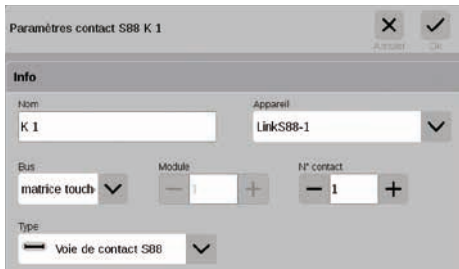 Paramètres contact S88 K 1
Annuler Ok
Info
Nom Appareil
K 1 LinkS88-1
Bus Module N° contact
matrice touch 1 1
Type
Voie de contact S88